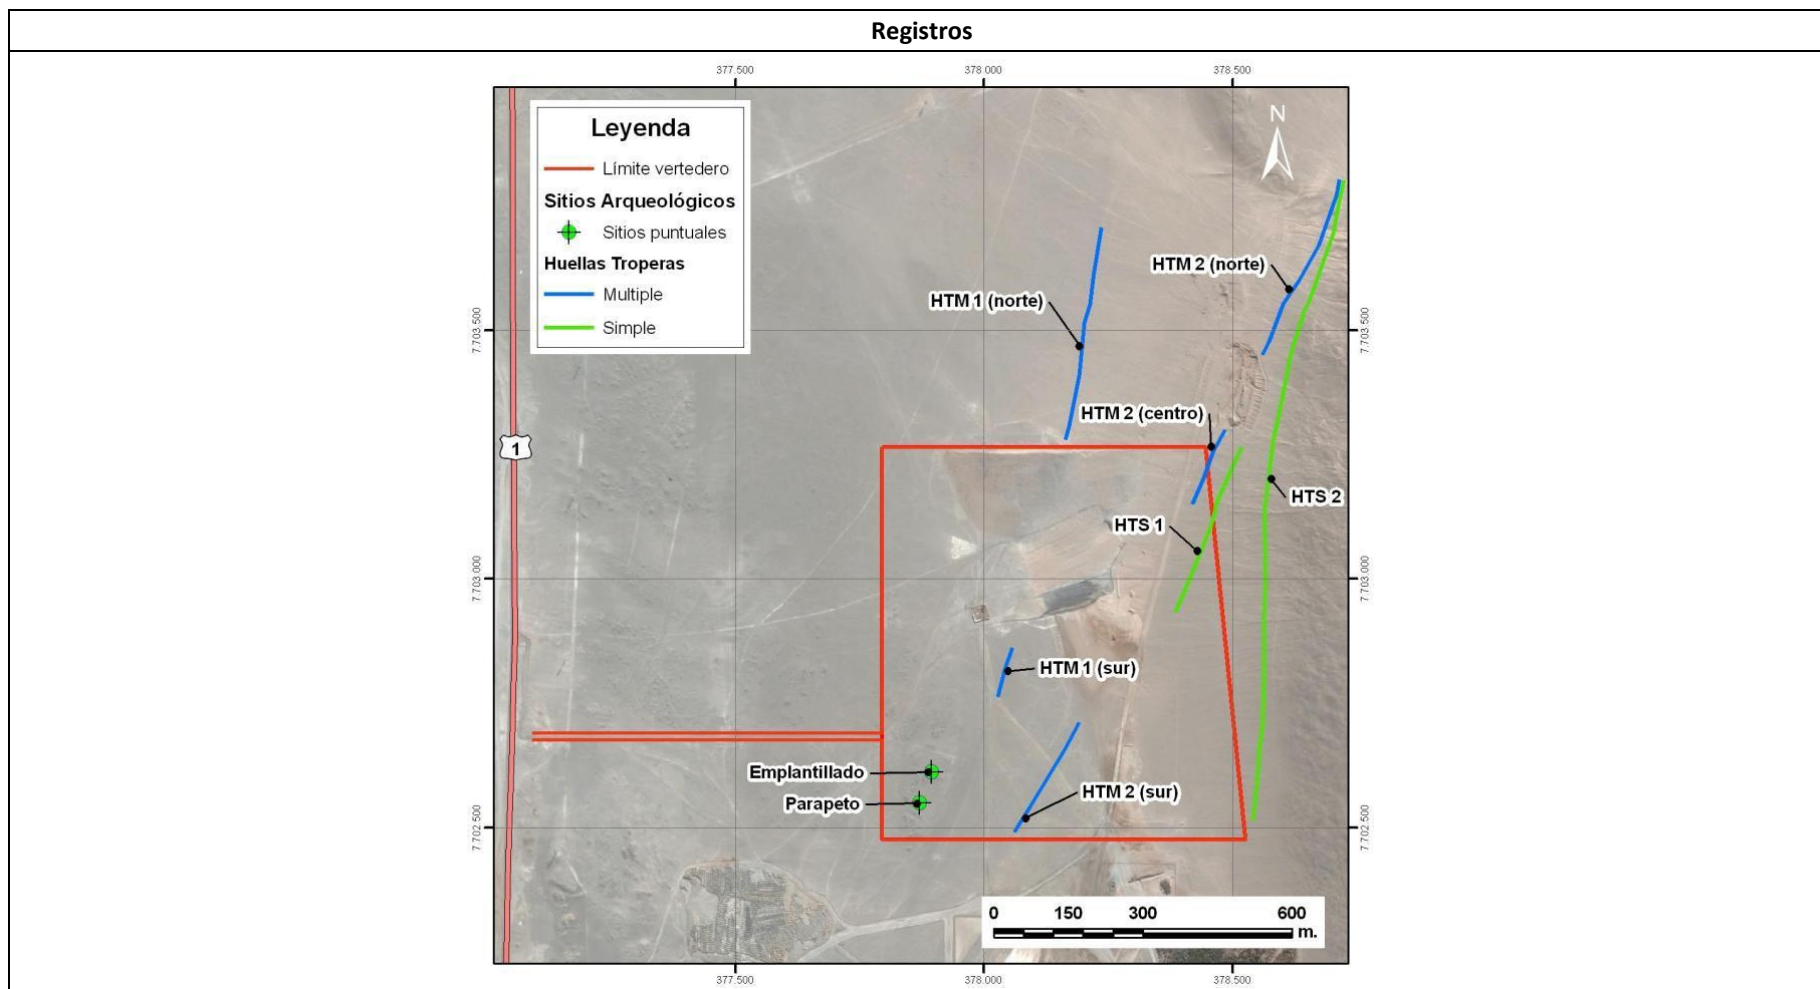 Registros
377.500 378.000 378.500
Leyenda
Límite vertedero
Sitios Arqueológicos
Sitios puntuales
Huellas Troperas
Multiple
Simple
N
HTM 2 (norte)
HTM 1 (norte)
7.703.500 7.703.500
HTM 2 (centro)
1
HTS 2
HTS 1
7.703.000 7.703.000
HTM 1 (sur)
Emplantillado
HTM 2 (sur)
Parapeto
7.702.500 7.702.500
0 150 300 600
m.
377.500 378.000 378.500